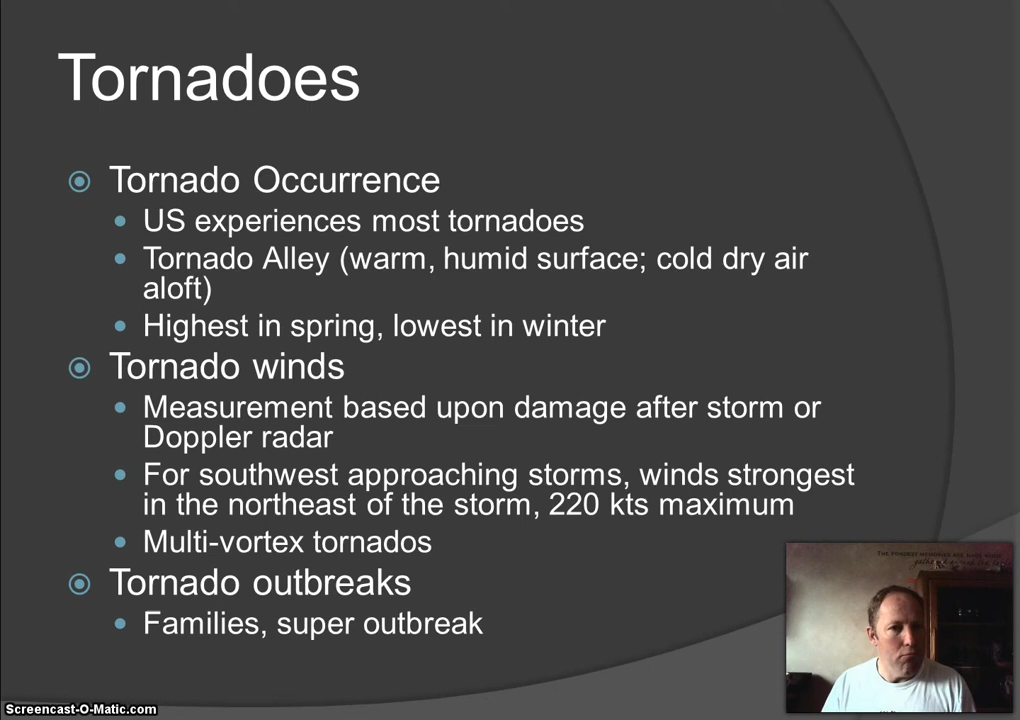 Tornadoes
Tornado Occurrence
US experiences most tornadoes
Tornado Alley (warm, humid surface; cold dry air
aloft)
Highest in spring, lowest in winter
Tornado winds
Measurement based upon damage after storm or
Doppler radar
For southwest approaching storms, winds strongest
in the northeast of the storm, 220 kts maximum
Multi-vortex tornados
Tornado outbreaks
Families, super outbreak
Screencast-O-Matic.com